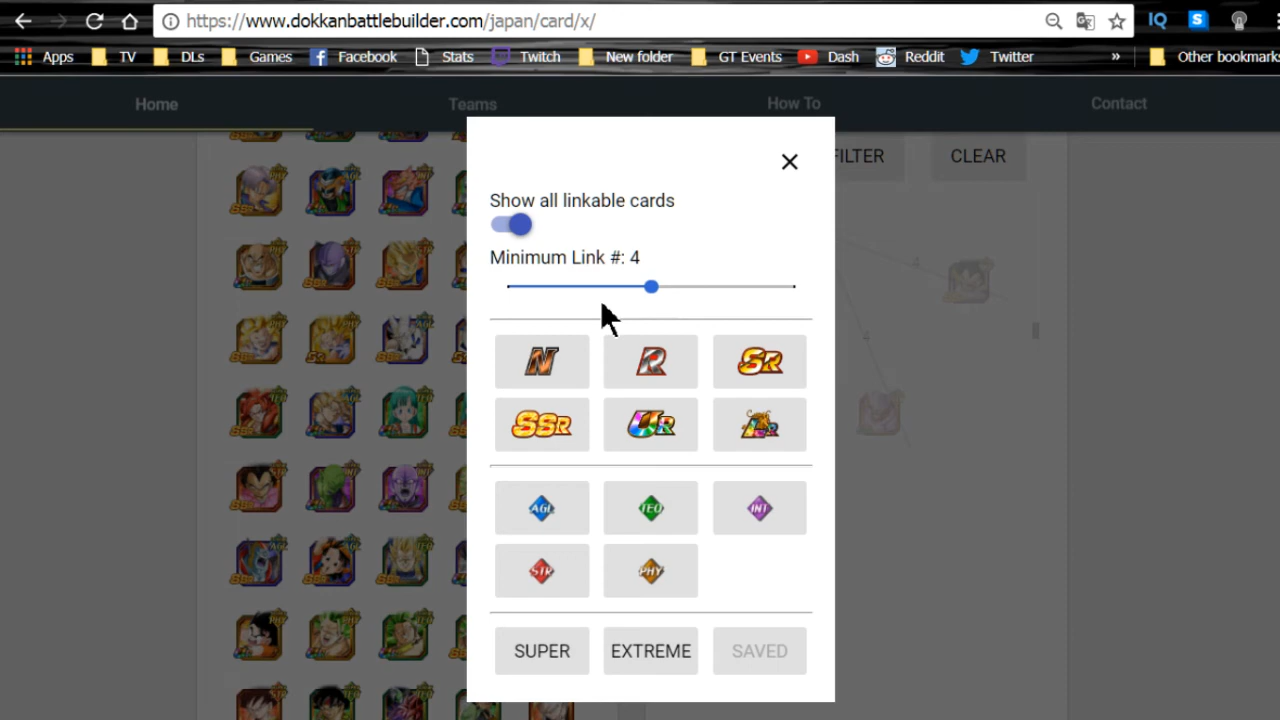 https://www.dokkanbattlebuilder.com/japan/card/x/
IQ S
Apps TV DLs Games Facebook Stats Twitch New folder GT Events Dash Reddit Twitter » Other bookmarks
Home Teams How To Contact
FILTER CLEAR
Show all linkable cards
Minimum Link #: 4
N R SR
SSR UR LR
AGL TEQ INT
STR PHY
SUPER EXTREME SAVED